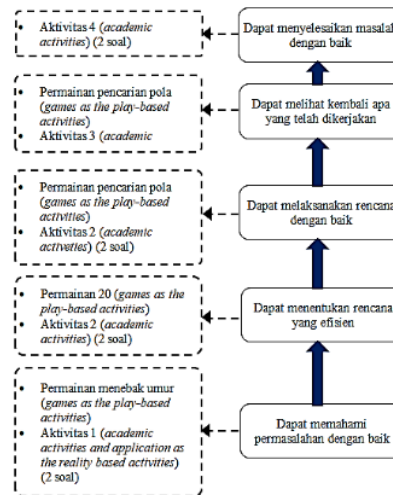 • Aktivitas 4 (academic
activities) (2 soal)
Dapat menyelesaikan masalah
dengan baik
• Permainan pencarian pola
(games as the play-based
activities)
• Aktivitas 3 (academic
Dapat melihat kembali apa
yang telah dikerjakan
• Permainan pencarian pola
(games as the play-based
activities)
• Aktivitas 2 (academic
activeties) (2 soal)
Dapat melaksanakan rencana
dengan baik
• Permainan 20 (games as the
play-based activities)
• Aktivitas 2 (academic
activities) (2 soal)
Dapat menentukan rencana
yang efisien
• Permainan menebak umur
(games as the play-based
activities)
• Aktivitas 1 (academic
activities and application as
the reality based activities)
(2 soal)
Dapat memahami
permasalahan dengan baik